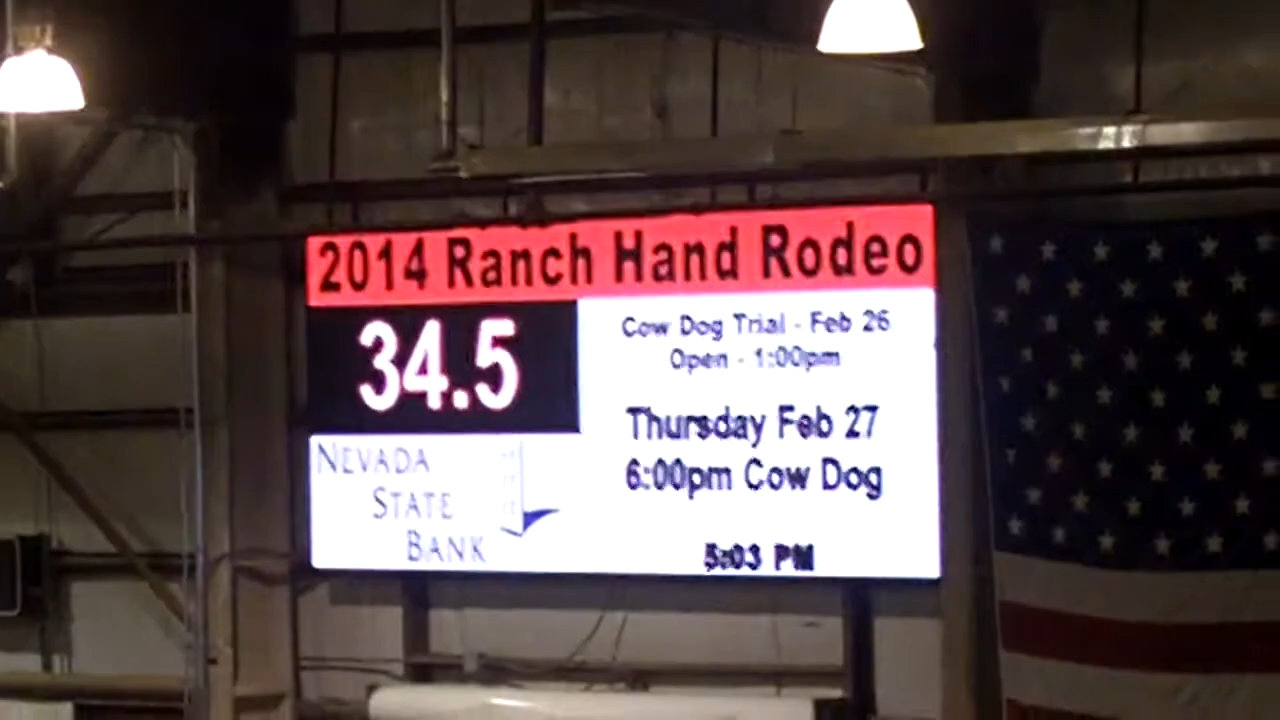 2014 Ranch Hand Rodeo
34.5
Cow Dog Trial - Feb 26
Open - 1:00pm
Thursday Feb 27
6:00pm Cow Dog
NEVADA
STATE
BANK
5:03 PM